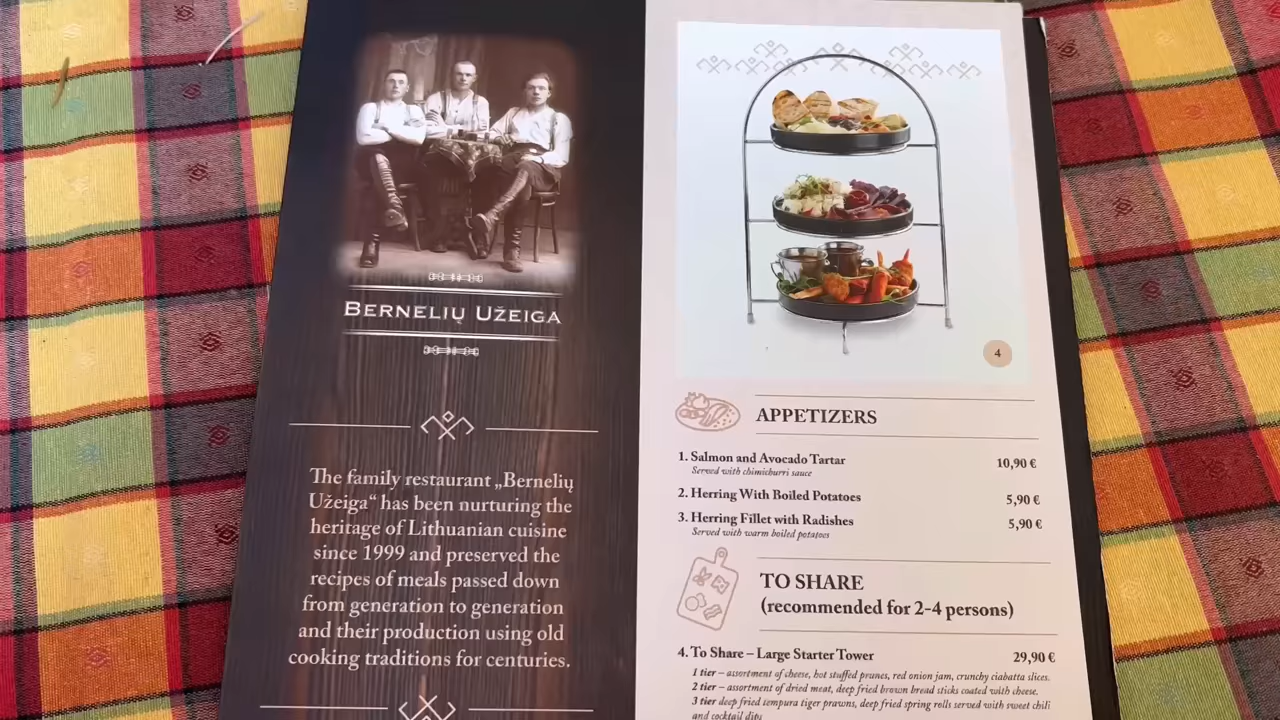 BERNELIŲ UŽEIGA
The family restaurant „Bernelių
Užeiga“ has been nurturing the
heritage of Lithuanian cuisine
since 1999 and preserved the
recipes of meals passed down
from generation to generation
and their production using old
cooking traditions for centuries.
4
APPETIZERS
1. Salmon and Avocado Tartar 10,90 €
Served with chimichurri sauce
2. Herring With Boiled Potatoes 5,90 €
3. Herring Fillet with Radishes 5,90 €
Served with warm boiled potatoes
TO SHARE
(recommended for 2-4 persons)
4. To Share – Large Starter Tower 29,90 €
1 tier – assortment of cheese, hot stuffed prunes, red onion jam, crunchy ciabatta slices.
2 tier – assortment of dried meat, deep fried brown bread sticks coated with cheese.
3 tier deep fried tempura tiger prawns, deep fried spring rolls served with sweet chili
and cocktail dips